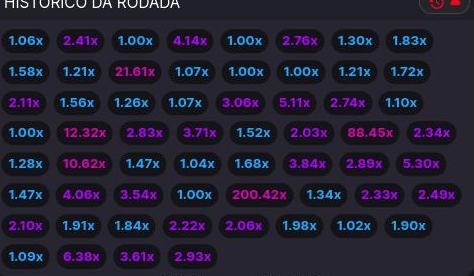 HISTÓRICO DA RODADA
1.06x 2.41x 1.00x 4.14x 1.00x 2.76x 1.30x 1.83x
1.58x 1.21x 21.61x 1.07x 1.00x 1.00x 1.21x 1.72x
2.11x 1.56x 1.26x 1.07x 3.06x 5.11x 2.74x 1.10x
1.00x 12.32x 2.83x 3.71x 1.52x 2.03x 88.45x 2.34x
1.28x 10.62x 1.47x 1.04x 1.68x 3.84x 2.89x 5.30x
1.47x 4.06x 3.54x 1.00x 200.42x 1.34x 2.33x 2.49x
2.10x 1.91x 1.84x 2.22x 2.06x 1.98x 1.02x 1.90x
1.09x 6.38x 3.61x 2.93x